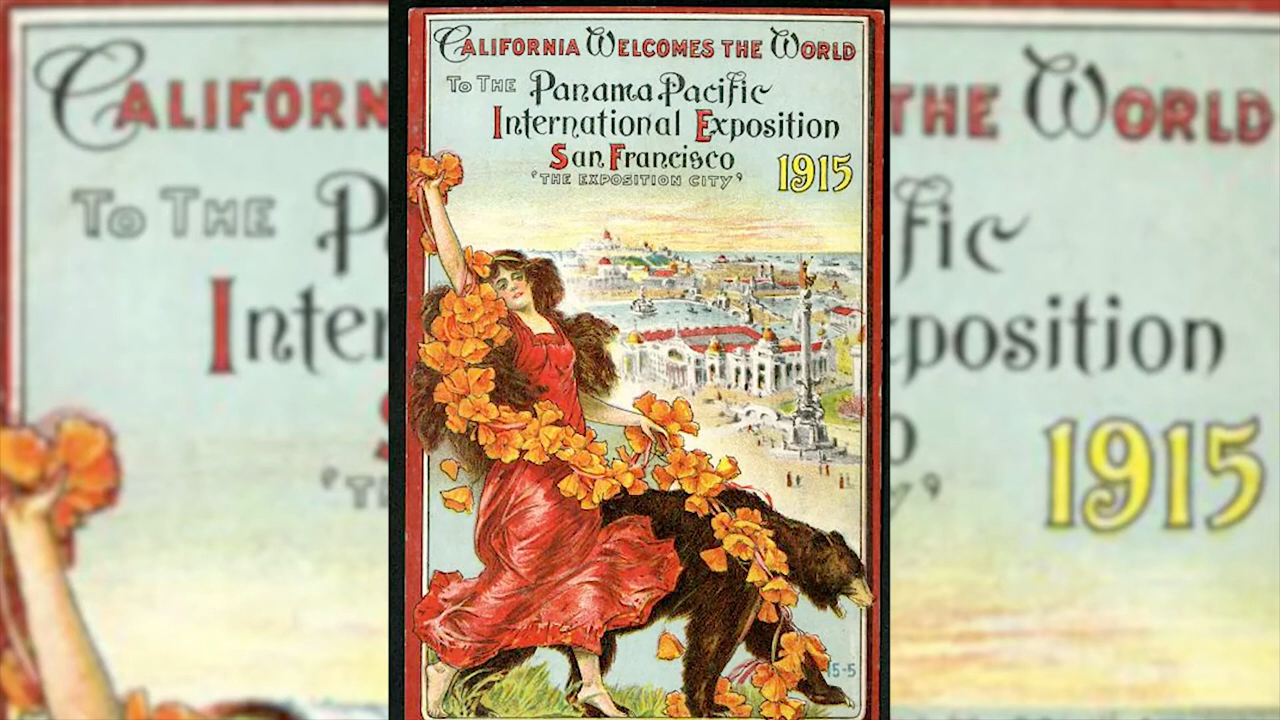 California Welcomes the World
To The Panama Pacific
International Exposition
San Francisco 1915
'THE EXPOSITION CITY'
15-5